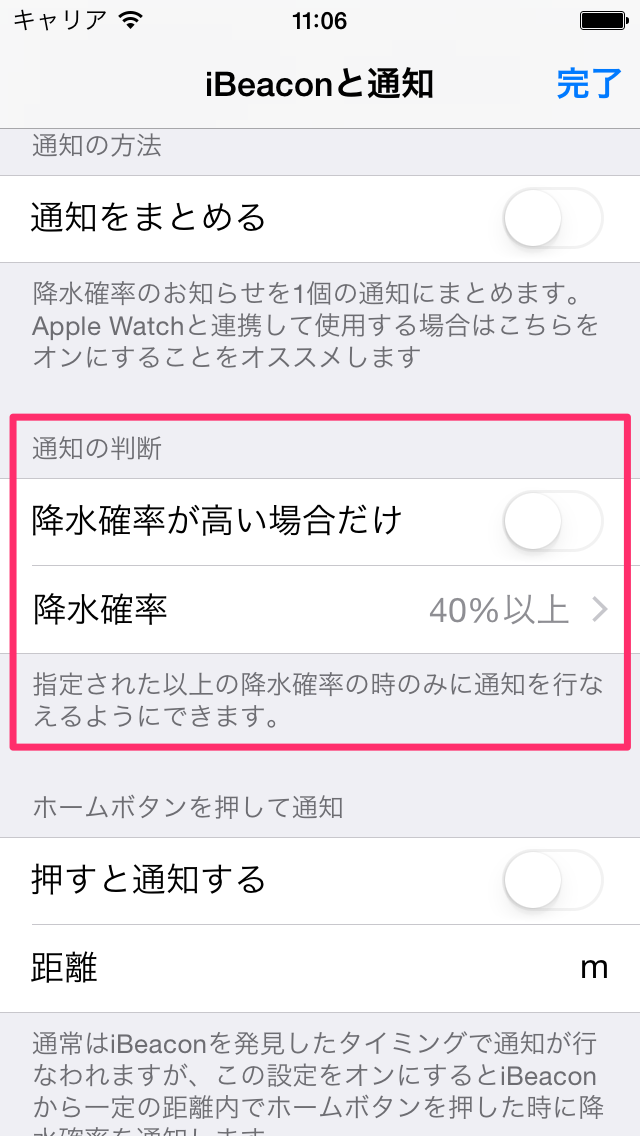 キャリア 11:06
iBeaconと通知 完了
通知の方法
通知をまとめる
降水確率のお知らせを1個の通知にまとめます。
Apple Watchと連携して使用する場合はこちらを
オンにすることをオススメします
通知の判断
降水確率が高い場合だけ
降水確率 40%以上
指定された以上の降水確率の時のみに通知を行な
えるようにできます。
ホームボタンを押して通知
押すと通知する
距離 m
通常はiBeaconを発見したタイミングで通知が行
なわれますが、この設定をオンにするとiBeacon
から一定の距離内でホームボタンを押した時に降
水確率を通知します